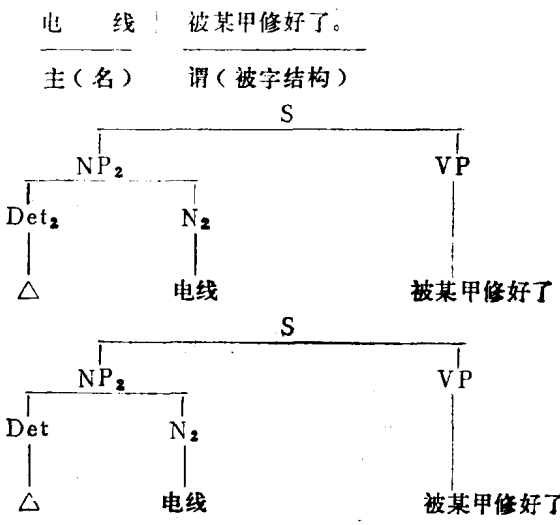 电 线 被某甲修好了。
主（名） 谓（被字结构）
S
NP₂ VP
Det₂ N₂
△ 电线 被某甲修好了
S
NP₂ VP
Det N₂
△ 电线 被某甲修好了